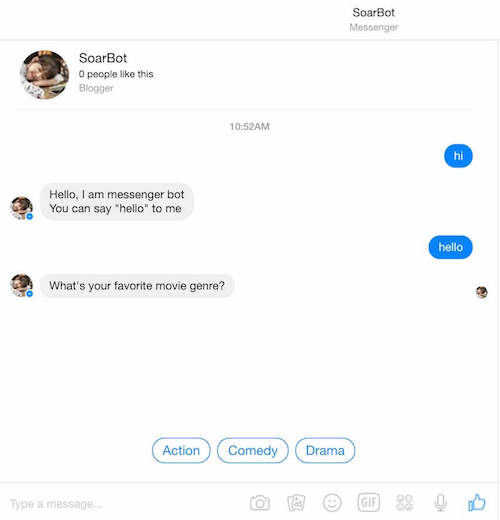 SoarBot
Messenger
SoarBot
0 people like this
Blogger
10:52AM
hi
Hello, I am messenger bot
You can say "hello" to me
hello
What's your favorite movie genre?
Action Comedy Drama
Type a message...
GIF